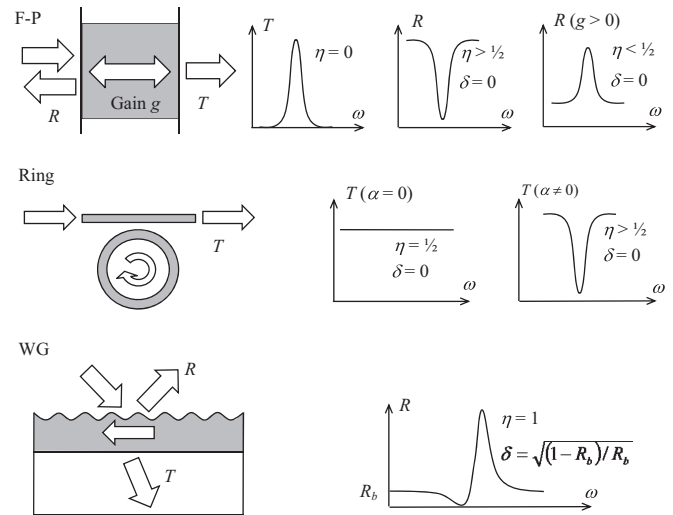 F-P
R
Gain g
T
T
η = 0
ω
R
η > ½
δ = 0
ω
R (g > 0)
η < ½
δ = 0
ω
Ring
T
T (α = 0)
η = ½
δ = 0
ω
T (α ≠ 0)
η > ½
δ = 0
ω
WG
R
T
R
η = 1
δ = √(1 − R_b) / R_b
R_b
ω